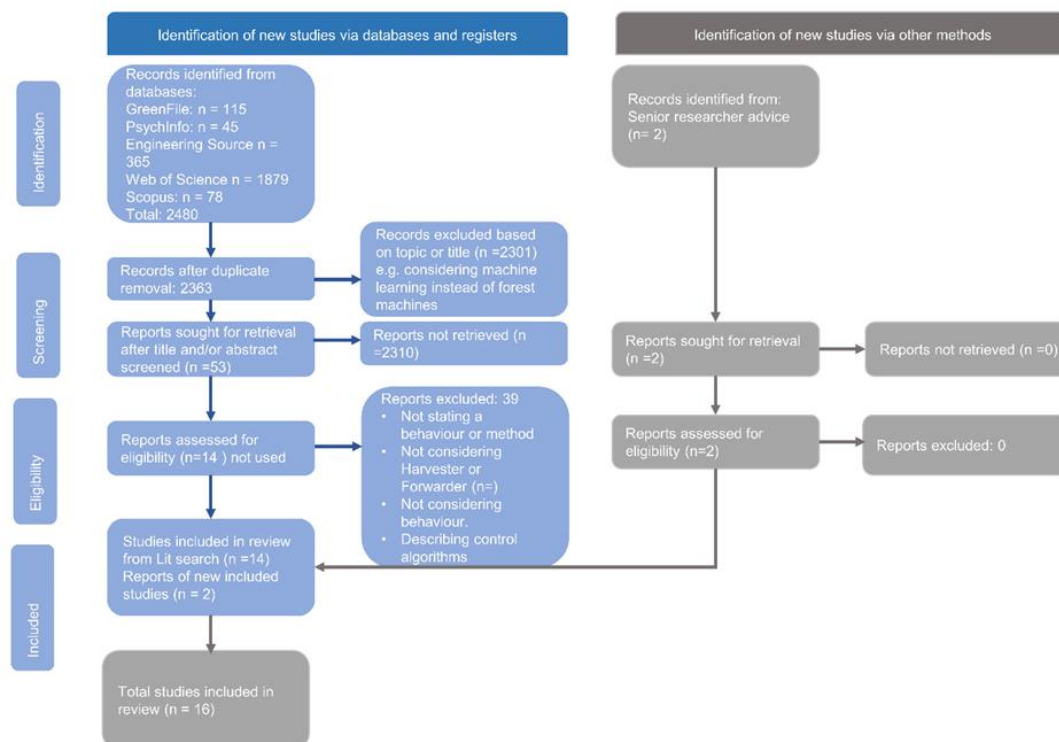 Identification of new studies via databases and registers
Identification of new studies via other methods
Identification
Records identified from
databases:
GreenFile: n = 115
PsychInfo: n = 45
Engineering Source n =
365
Web of Science n = 1879
Scopus: n = 78
Total: 2480
Records identified from:
Senior researcher advice
(n= 2)
Screening
Records after duplicate
removal: 2363
Records excluded based
on topic or title (n =2301)
e.g. considering machine
learning instead of forest
machines
Reports sought for retrieval
after title and/or abstract
screened (n =53)
Reports not retrieved (n
=2310)
Reports sought for retrieval
(n =2)
Reports not retrieved (n =0)
Eligibility
Reports assessed for
eligibility (n=14 ) not used
Reports excluded: 39
• Not stating a
behaviour or method
• Not considering
Harvester or
Forwarder (n=)
• Not considering
behaviour.
• Describing control
algorithms
Reports assessed for
eligibility (n=2)
Reports excluded: 0
Included
Studies included in review
from Lit search (n =14)
Reports of new included
studies (n = 2)
Total studies included in
review (n = 16)